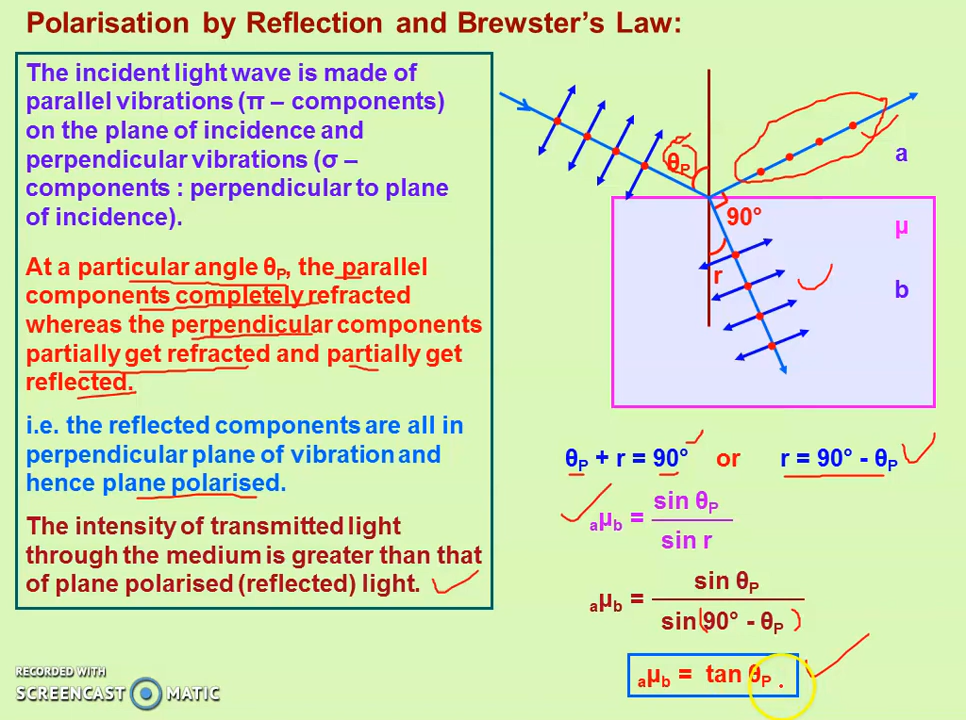 Polarisation by Reflection and Brewster's Law:
The incident light wave is made of
parallel vibrations (π – components)
on the plane of incidence and
perpendicular vibrations (σ –
components : perpendicular to plane
of incidence).
At a particular angle θP, the parallel
components completely refracted
whereas the perpendicular components
partially get refracted and partially get
reflected.
i.e. the reflected components are all in
perpendicular plane of vibration and
hence plane polarised.
The intensity of transmitted light
through the medium is greater than that
of plane polarised (reflected) light.
θP
a
90°
μ
r
b
θP + r = 90° or r = 90° - θP
aμb =
sin θP
sin r
aμb =
sin θP
sin (90° - θP )
aμb = tan θP
RECORDED WITH
SCREENCAST MATIC